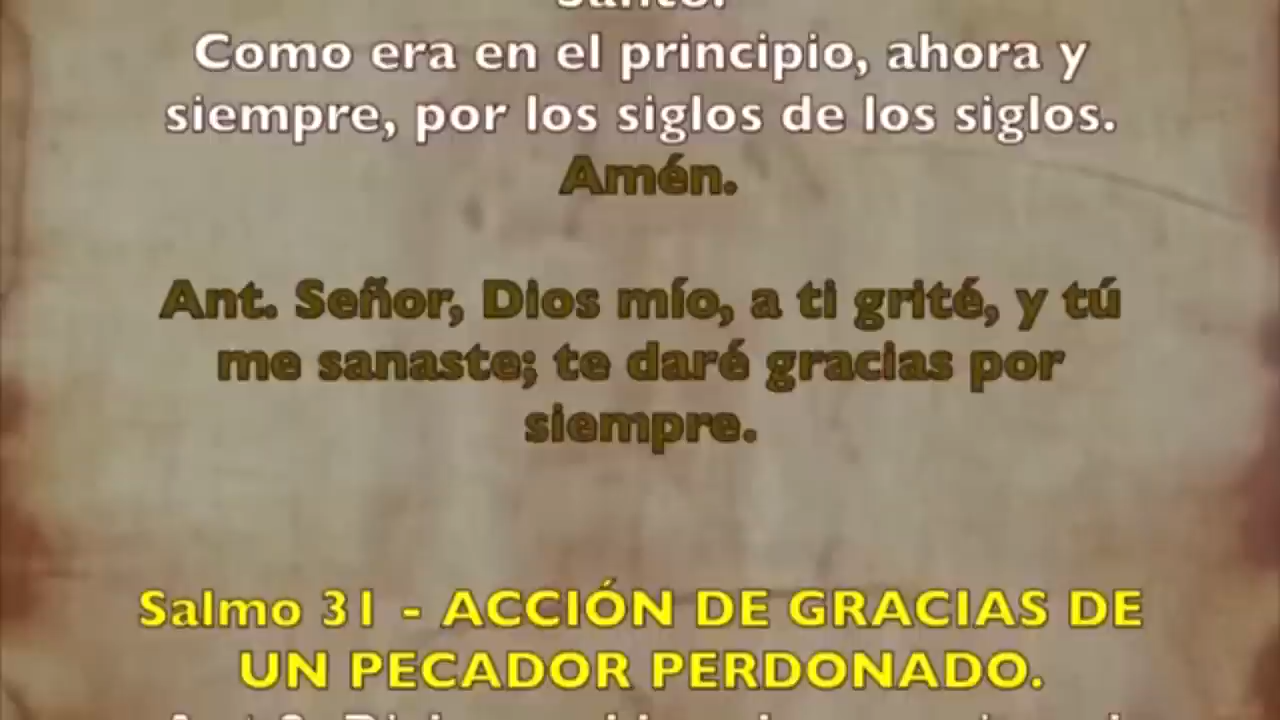 Santo.
Como era en el principio, ahora y
siempre, por los siglos de los siglos.
Amén.
Ant. Señor, Dios mío, a ti grité, y tú
me sanaste; te daré gracias por
siempre.
Salmo 31 - ACCIÓN DE GRACIAS DE
UN PECADOR PERDONADO.